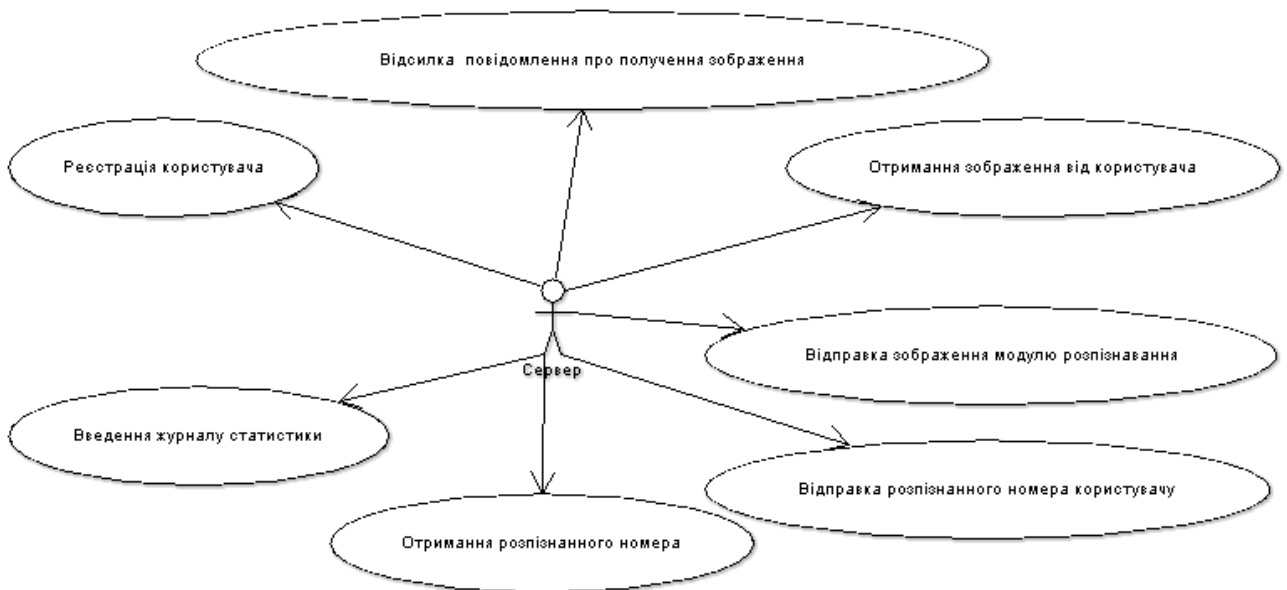 Відсилка повідомлення про получення зображення
Реєстрація користувача
Отримання зображення від користувача
Сервер
Відправка зображення модулю розпізнавання
Введення журналу статистики
Відправка розпізнанного номера користувачу
Отримання розпізнанного номера